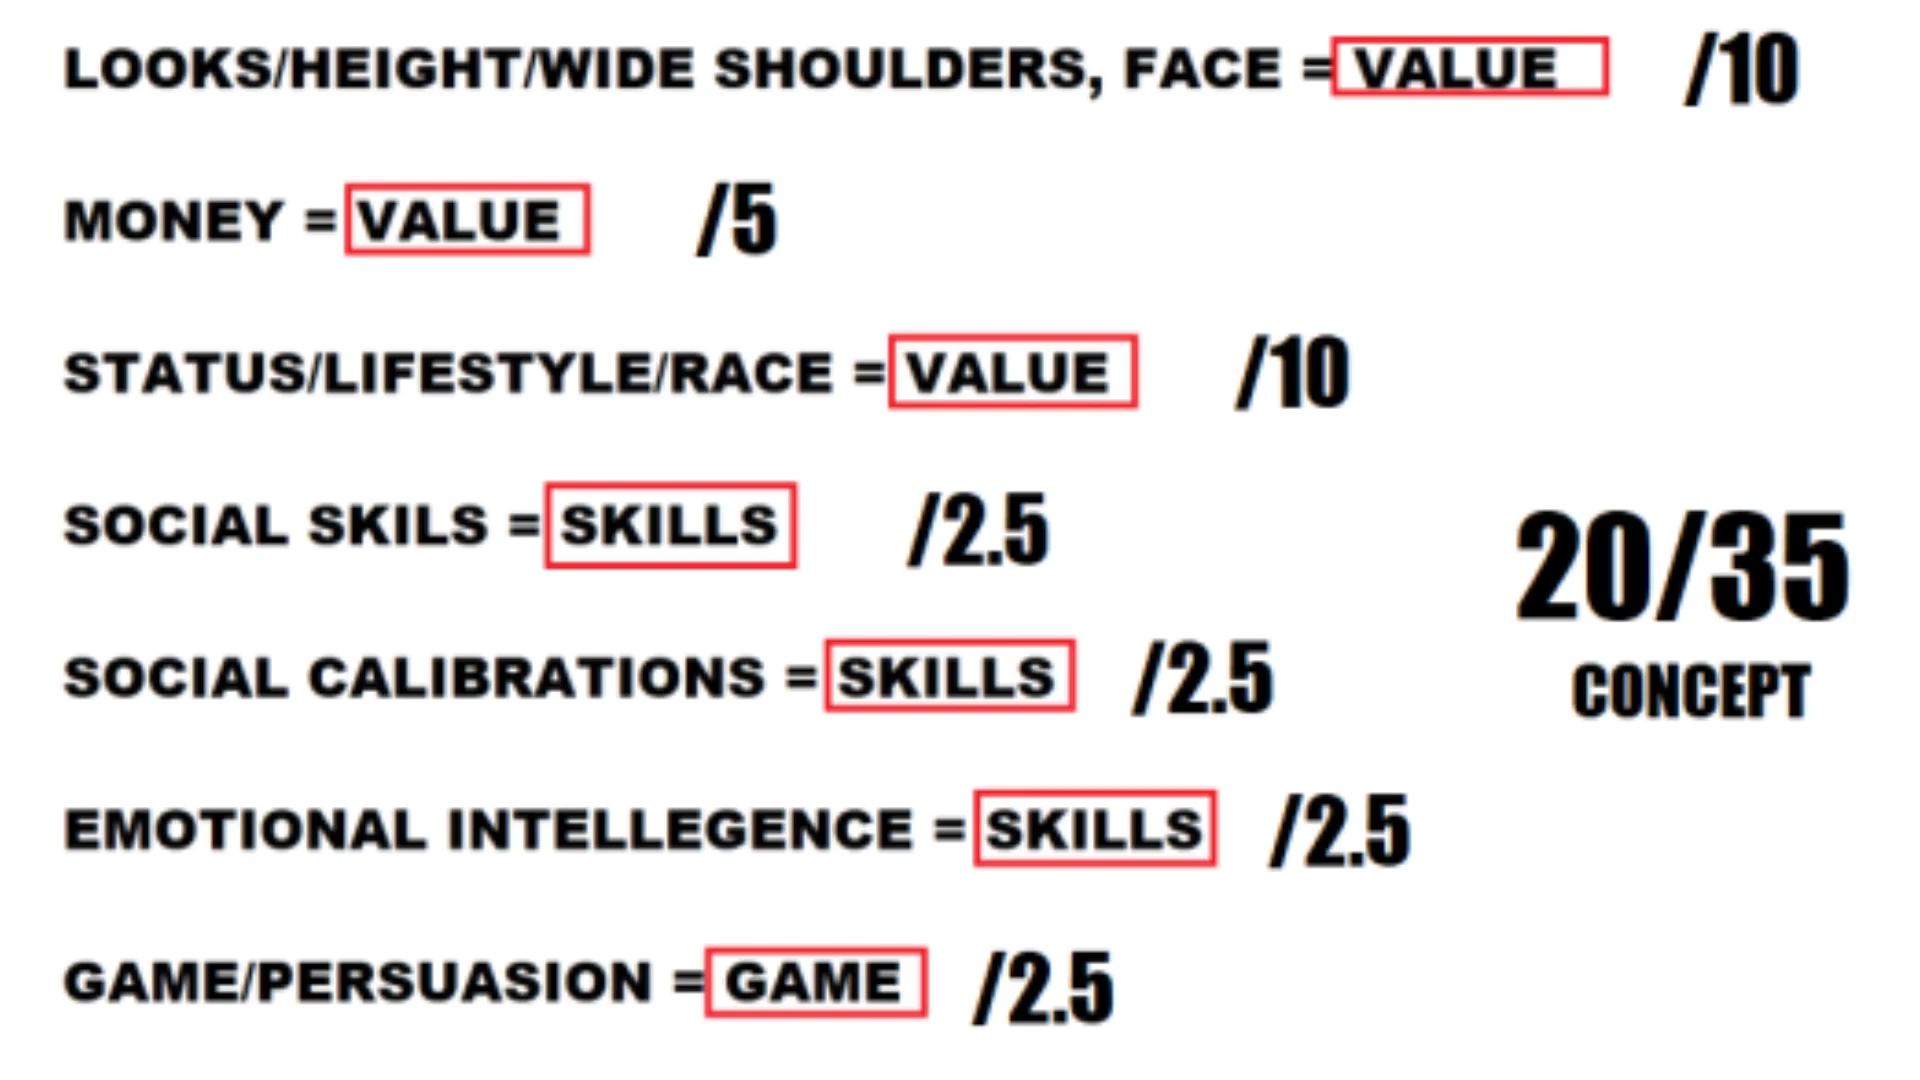 LOOKS/HEIGHT/WIDE SHOULDERS, FACE = VALUE /10
MONEY = VALUE /5
STATUS/LIFESTYLE/RACE = VALUE /10
SOCIAL SKILS = SKILLS /2.5
20/35
CONCEPT
SOCIAL CALIBRATIONS = SKILLS /2.5
EMOTIONAL INTELLEGENCE = SKILLS /2.5
GAME/PERSUASION = GAME /2.5